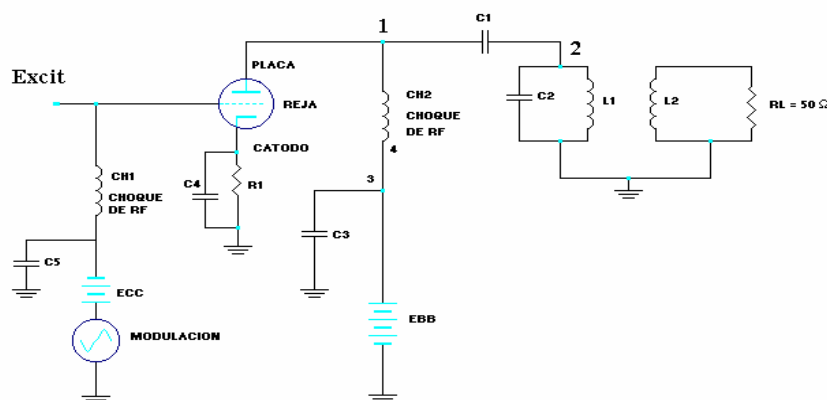 1
C1
2
Excit
PLACA
REJA
CATODO
CH2
CHOQUE
DE RF
4
3
C2
L1
L2
RL = 50 Ω
CH1
CHOQUE
DE RF
C4
R1
C3
C5
ECC
MODULACION
EBB